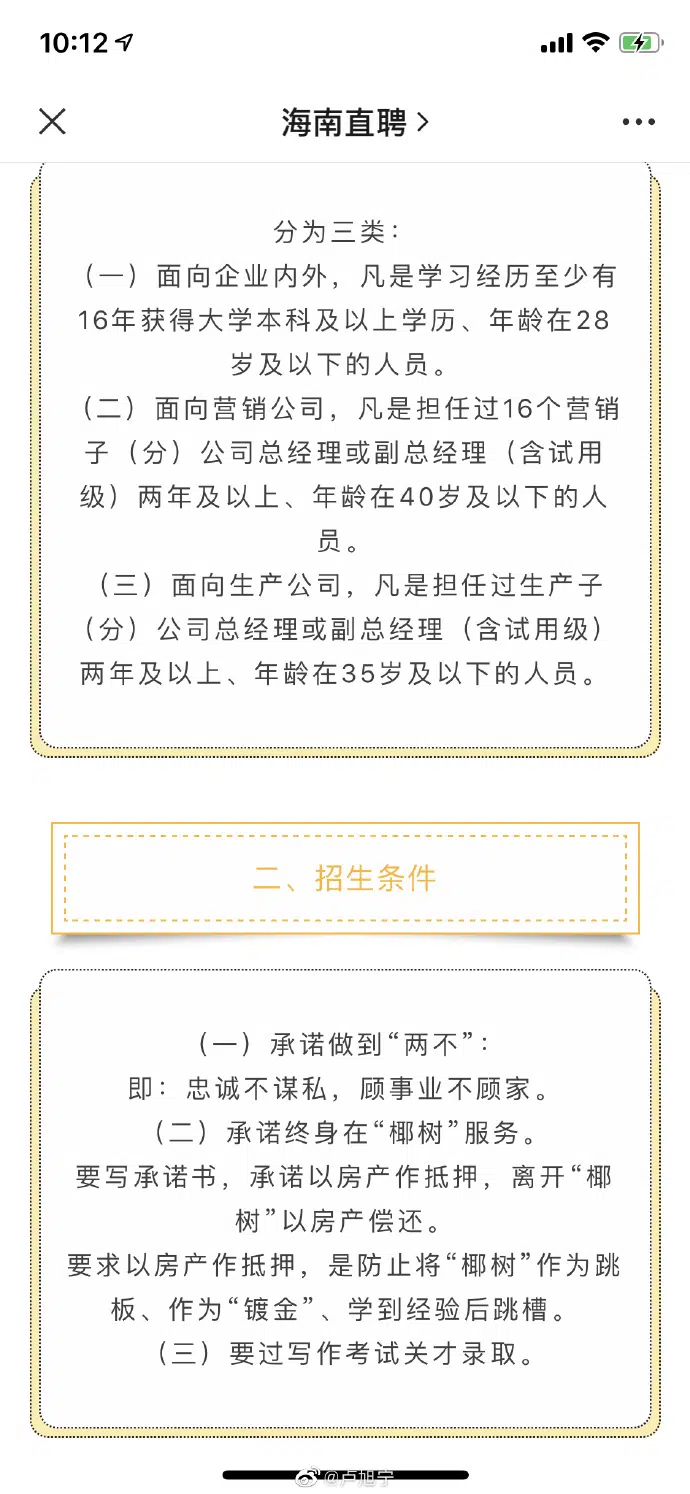 10:12
海南直聘
分为三类：
（一）面向企业内外，凡是学习经历至少有
16年获得大学本科及以上学历、年龄在28
岁及以下的人员。
（二）面向营销公司，凡是担任过16个营销
子（分）公司总经理或副总经理（含试用
级）两年及以上、年龄在40岁及以下的人
员。
（三）面向生产公司，凡是担任过生产子
（分）公司总经理或副总经理（含试用级）
两年及以上、年龄在35岁及以下的人员。
二、招生条件
（一）承诺做到“两不”：
即：忠诚不谋私，顾事业不顾家。
（二）承诺终身在“椰树”服务。
要写承诺书，承诺以房产作抵押，离开“椰
树”以房产偿还。
要求以房产作抵押，是防止将“椰树”作为跳
板、作为“镀金”、学到经验后跳槽。
（三）要过写作考试关才录取。
@卢旭宁